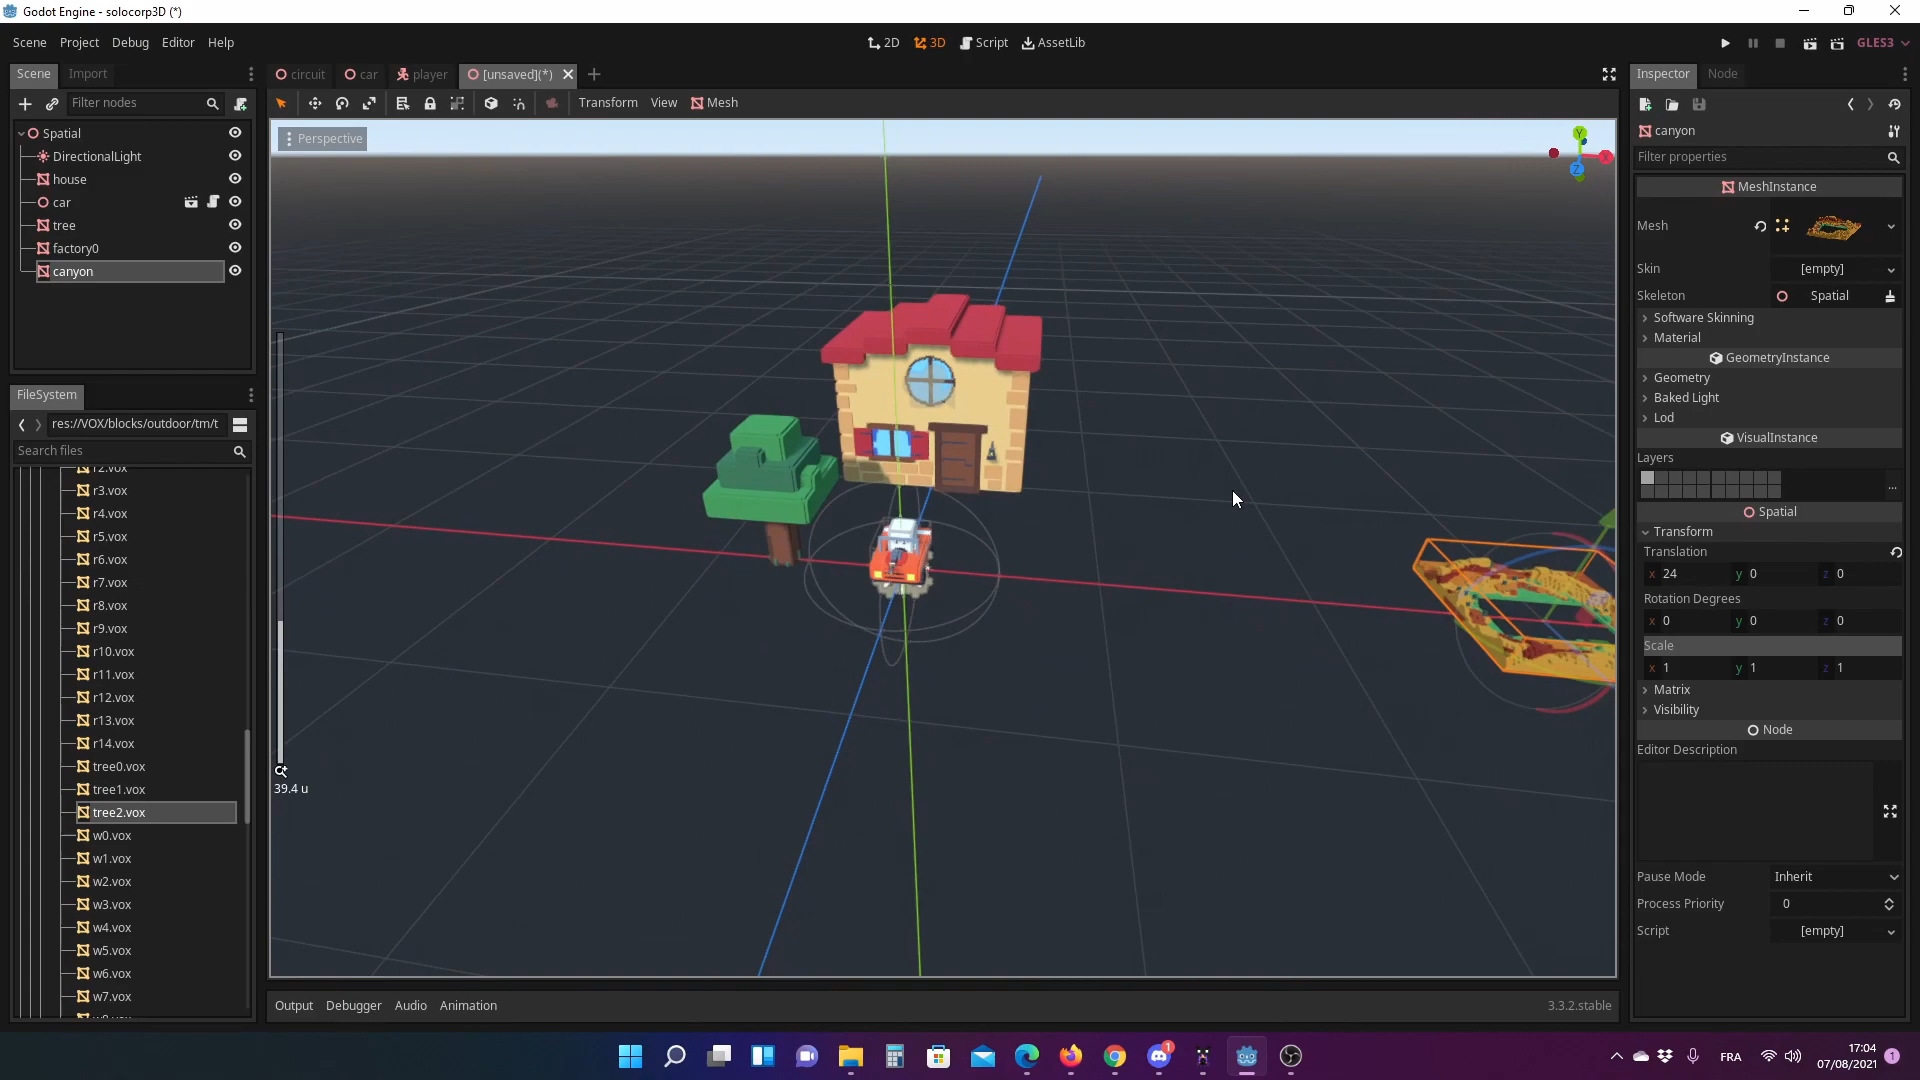 Godot Engine - solocorp3D (*)
Scene Project Debug Editor Help
2D 3D Script AssetLib
GLES3
Scene Import
Filter nodes
Spatial
DirectionalLight
house
car
tree
factory0
canyon
FileSystem
res://VOX/blocks/outdoor/tm/t
Search files
r2.vox
r3.vox
r4.vox
r5.vox
r6.vox
r7.vox
r8.vox
r9.vox
r10.vox
r11.vox
r12.vox
r13.vox
r14.vox
tree0.vox
tree1.vox
tree2.vox
w0.vox
w1.vox
w2.vox
w3.vox
w4.vox
w5.vox
w6.vox
w7.vox
circuit car player [unsaved](*)
Transform View Mesh
Perspective
Y
X
Z
39.4 u
Output Debugger Audio Animation
3.3.2.stable
Inspector Node
canyon
Filter properties
MeshInstance
Mesh
Skin [empty]
Skeleton Spatial
Software Skinning
Material
GeometryInstance
Geometry
Baked Light
Lod
VisualInstance
Layers
...
Spatial
Transform
Translation
x 24 y 0 z 0
Rotation Degrees
x 0 y 0 z 0
Scale
x 1 y 1 z 1
Matrix
Visibility
Node
Editor Description
Pause Mode Inherit
Process Priority 0
Script [empty]
1
FRA
17:04
07/08/2021
1